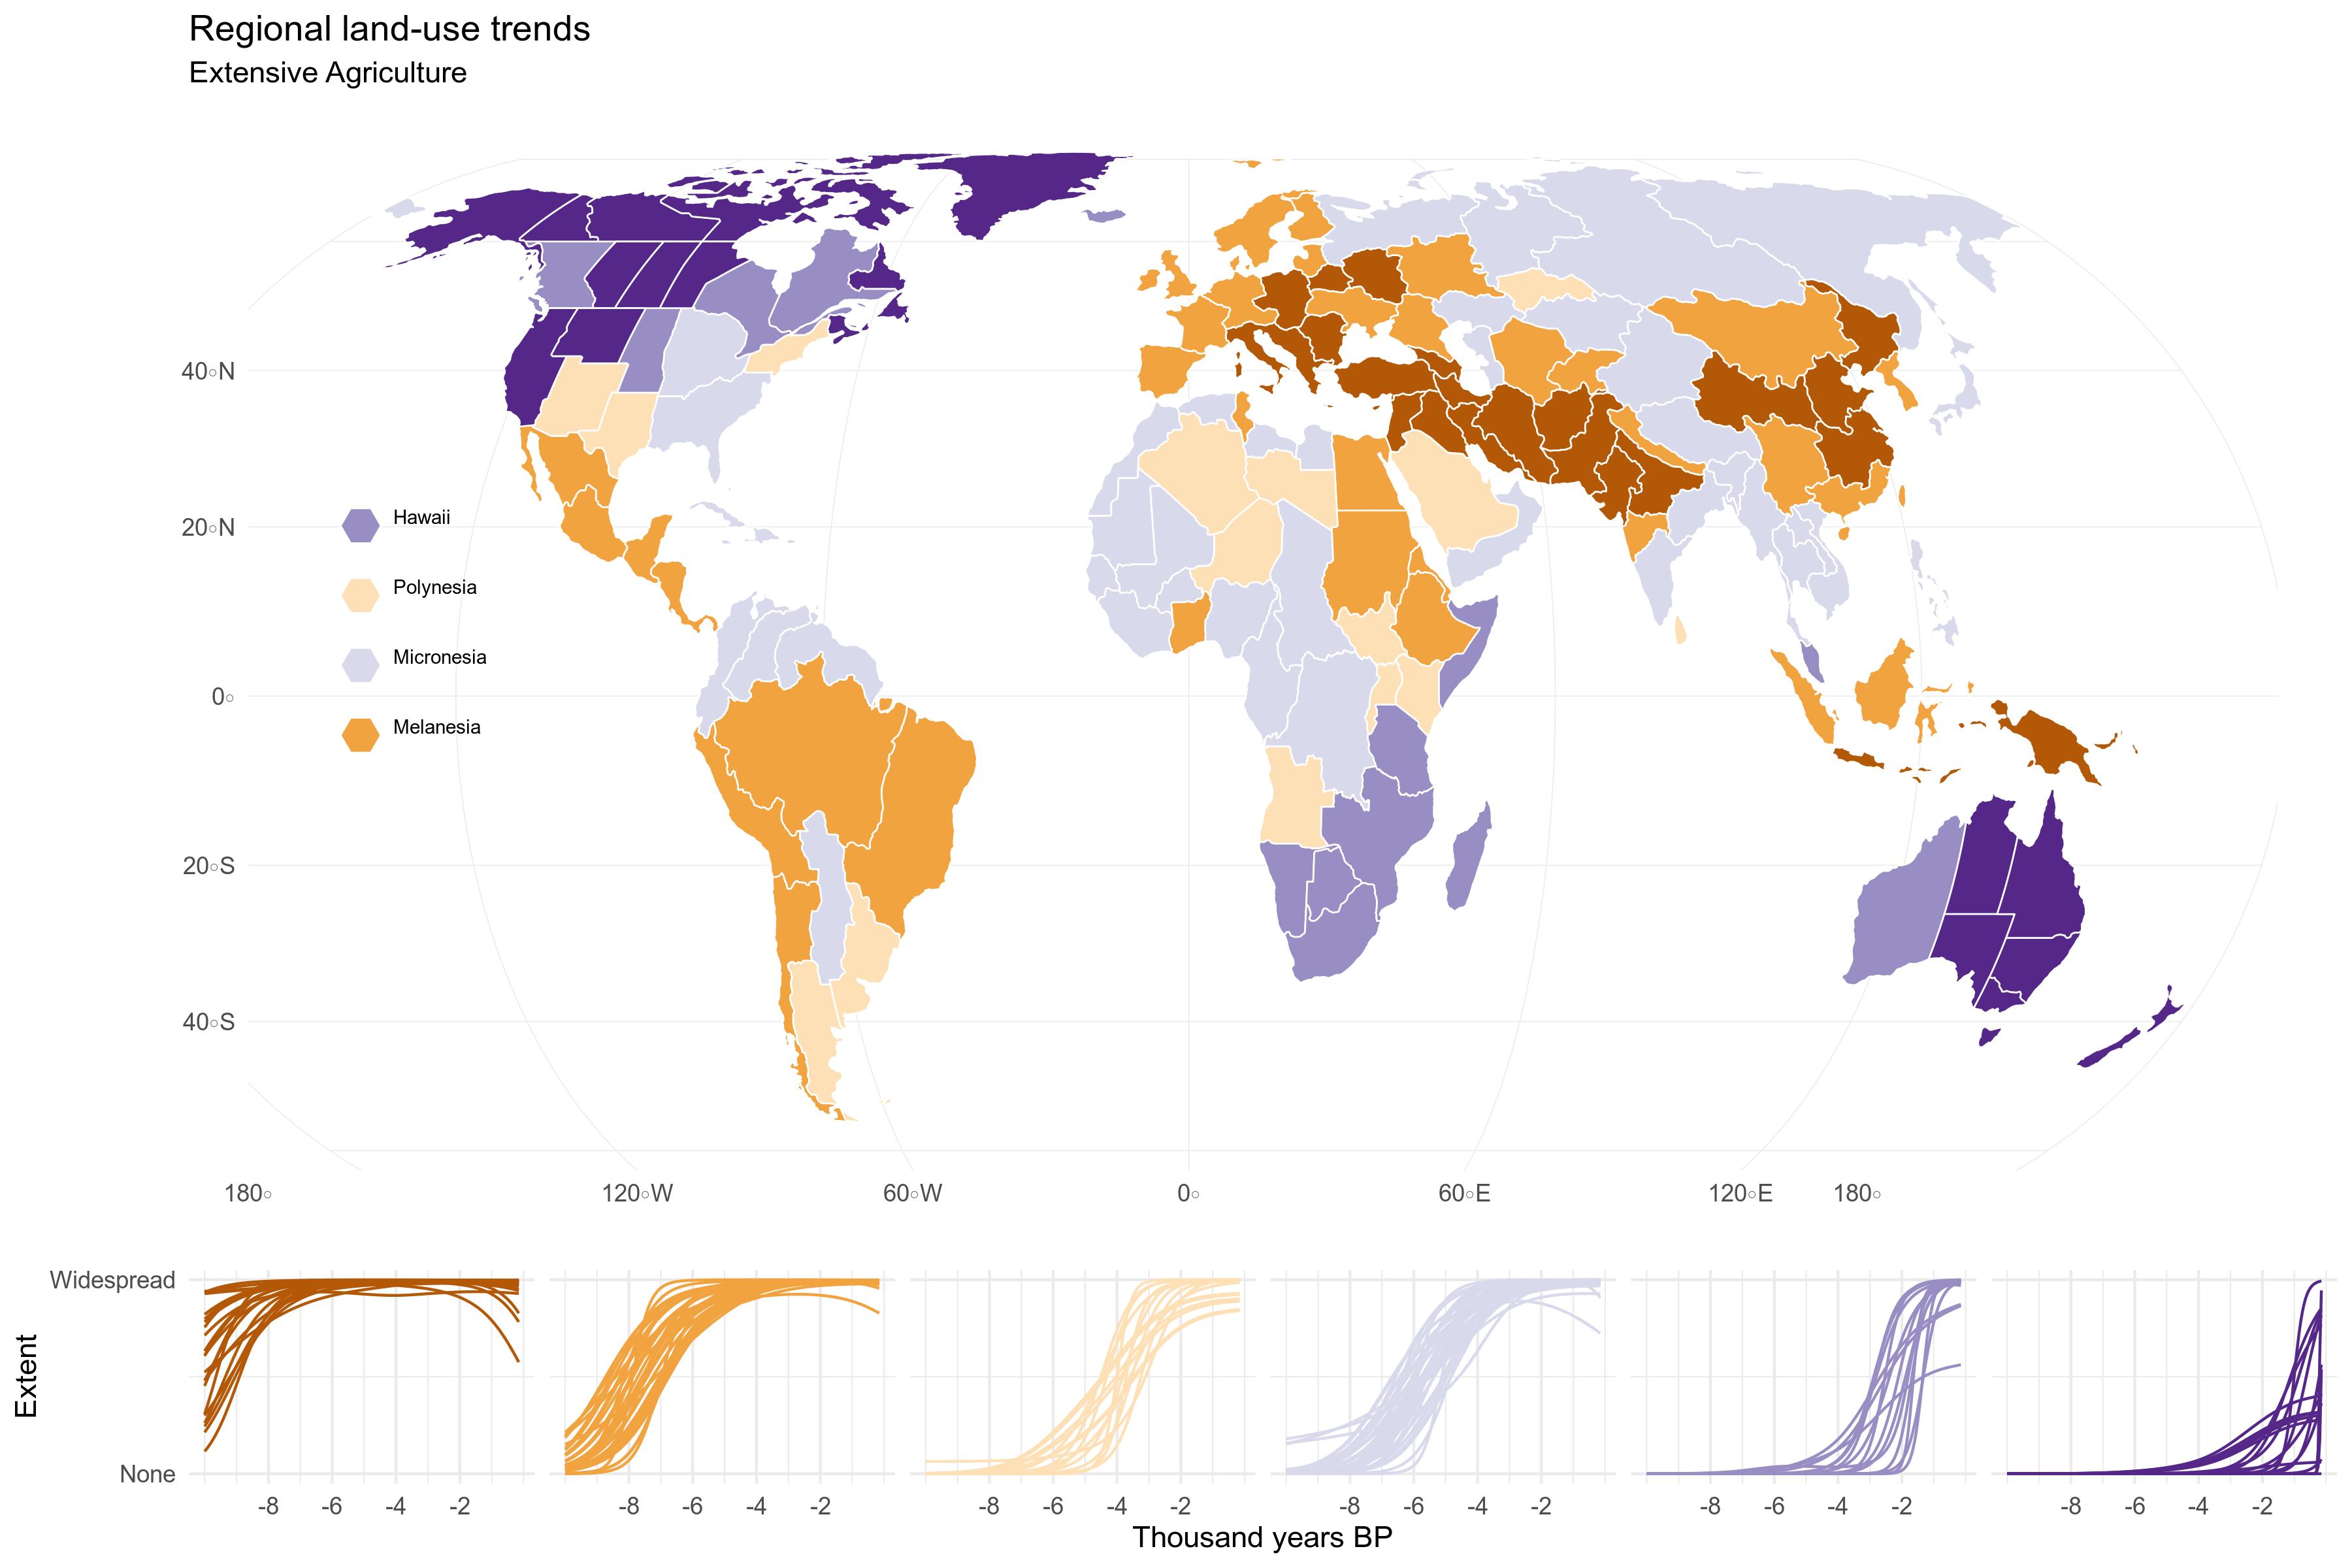 Regional land-use trends
Extensive Agriculture
40°N
20°N
0°
20°S
40°S
Hawaii
Polynesia
Micronesia
Melanesia
180° 120°W 60°W 0° 60°E 120°E 180°
Extent
Widespread
None
-8 -6 -4 -2 -8 -6 -4 -2 -8 -6 -4 -2 -8 -6 -4 -2 -8 -6 -4 -2 -8 -6 -4 -2
Thousand years BP